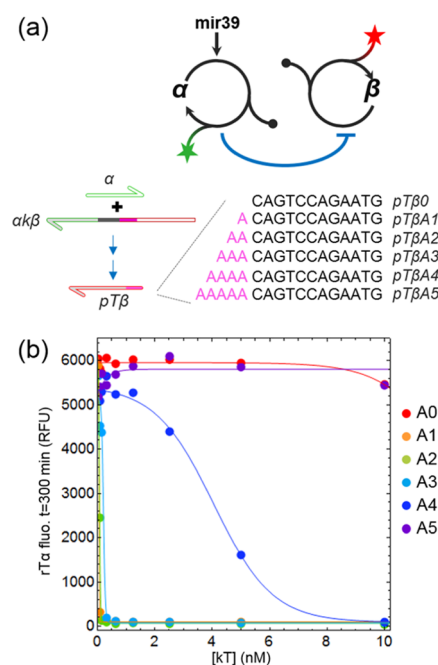 (a)
mir39
α
β
α
+
αkβ
pTβ
CAGTCCAGAATG pTβ0
A CAGTCCAGAATG pTβA1
AA CAGTCCAGAATG pTβA2
AAA CAGTCCAGAATG pTβA3
AAAA CAGTCCAGAATG pTβA4
AAAAA CAGTCCAGAATG pTβA5
(b)
rTα fluo. t=300 min (RFU)
6000
5000
4000
3000
2000
1000
0
0 2 4 6 8 10
[kT] (nM)
A0
A1
A2
A3
A4
A5